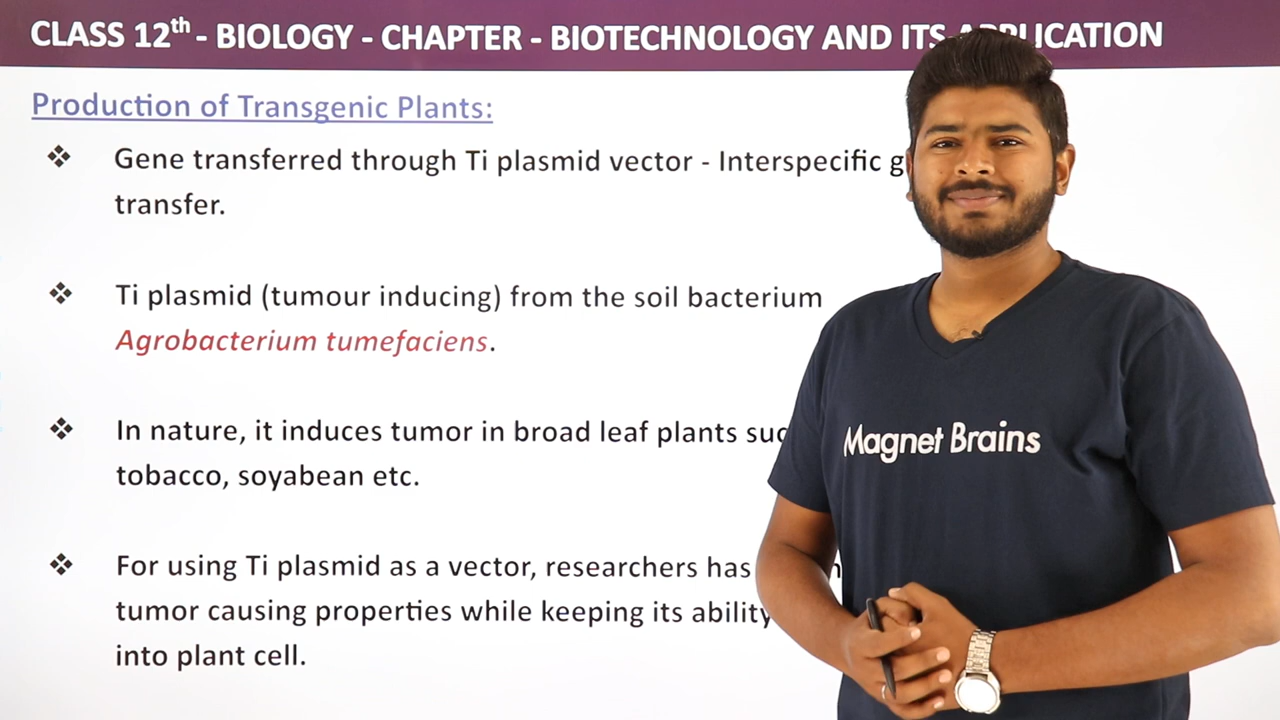 CLASS 12th - BIOLOGY - CHAPTER - BIOTECHNOLOGY AND ITS APPLICATION
Production of Transgenic Plants:
❖ Gene transferred through Ti plasmid vector - Interspecific
transfer.
❖ Ti plasmid (tumour inducing) from the soil bacterium
Agrobacterium tumefaciens.
❖ In nature, it induces tumor in broad leaf plants
tobacco, soyabean etc.
❖ For using Ti plasmid as a vector, researchers has
tumor causing properties while keeping its ability
into plant cell.
Magnet Brains